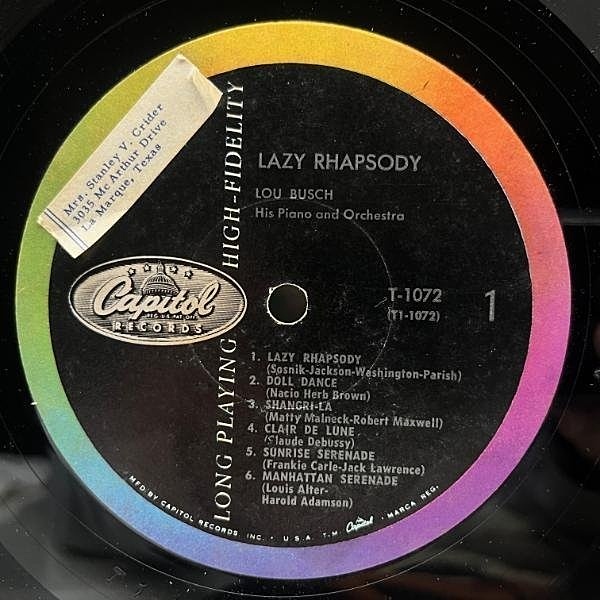 Mrs. Stanley V. Crider
3035 Mc Arthur Drive
La Marque, Texas
LONG PLAYING HIGH-FIDELITY
LAZY RHAPSODY
LOU BUSCH
His Piano and Orchestra
Capitol
REG. U.S. PAT. OFF.
RECORDS
T-1072
(T1-1072)
1
1. LAZY RHAPSODY
(Sosnik-Jackson-Washington-Parish)
2. DOLL DANCE
(Nacio Herb Brown)
3. SHANGRI-LA
(Matty Malneck-Robert Maxwell)
4. CLAIR DE LUNE
(Claude Debussy)
5. SUNRISE SERENADE
(Frankie Carle-Jack Lawrence)
6. MANHATTAN SERENADE
(Louis Alter-
Harold Adamson)
MFD BY CAPITOL RECORDS, INC. • U.S.A. T.M. Capitol • MARCA REG.